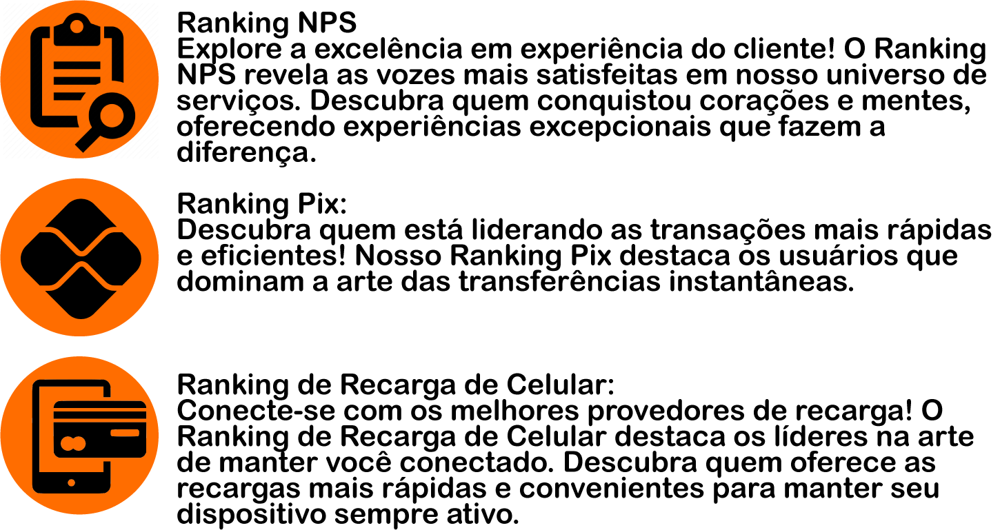 Ranking NPS
Explore a excelência em experiência do cliente! O Ranking
NPS revela as vozes mais satisfeitas em nosso universo de
serviços. Descubra quem conquistou corações e mentes,
oferecendo experiências excepcionais que fazem a
diferença.
Ranking Pix:
Descubra quem está liderando as transações mais rápidas
e eficientes! Nosso Ranking Pix destaca os usuários que
dominam a arte das transferências instantâneas.
Ranking de Recarga de Celular:
Conecte-se com os melhores provedores de recarga! O
Ranking de Recarga de Celular destaca os líderes na arte
de manter você conectado. Descubra quem oferece as
recargas mais rápidas e convenientes para manter seu
dispositivo sempre ativo.